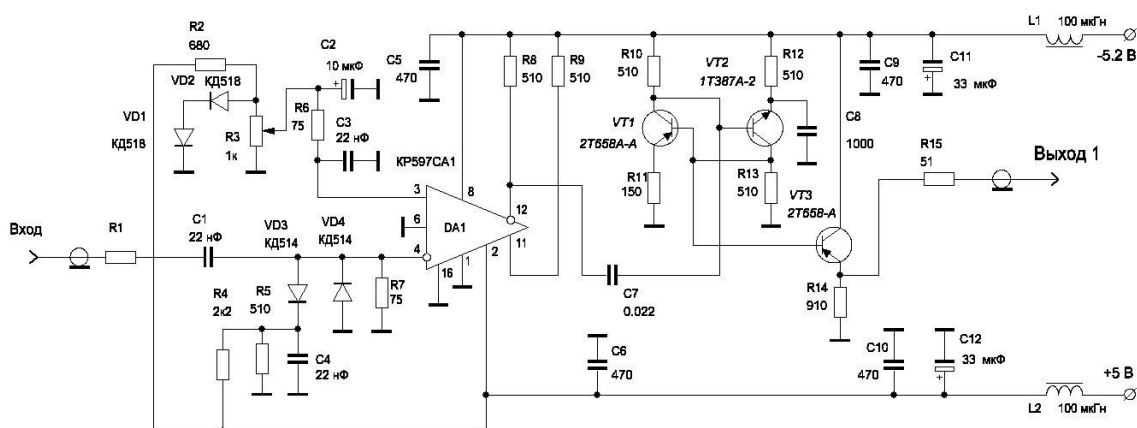 L1
100 мкГн
В
-5.2 В
R2
680
VD2
КД518
C2
10 мкФ
+
C5
470
R8
510
R9
510
R10
510
VT2
1Т387А-2
R12
510
C9
470
C11
33 мкФ
+
VD1
КД518
R3
1к
R6
75
C3
22 нФ
КР597СА1
VT1
2Т658А-А
C8
1000
R11
150
R13
510
VT3
2Т658-А
R15
51
Выход 1
3
8
6
DA1
12
11
4
2
16
1
Вход
R1
C1
22 нФ
VD3
КД514
VD4
КД514
R7
75
C7
0.022
R14
910
R4
2к2
R5
510
C4
22 нФ
C6
470
C10
470
C12
33 мкФ
+
+5 В
L2
100 мкГн